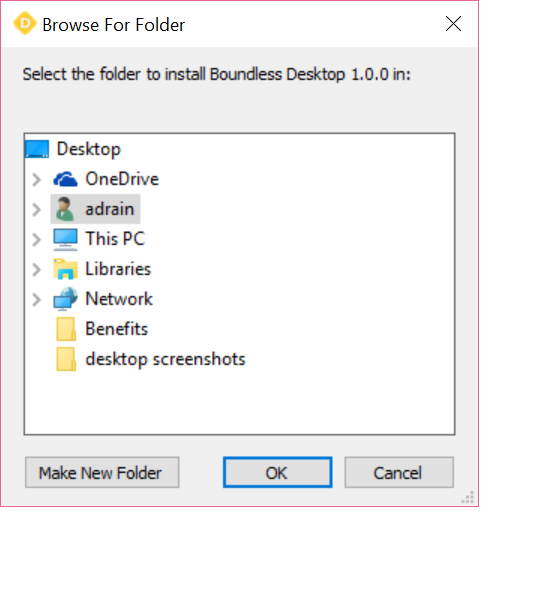 D Browse For Folder
Select the folder to install Boundless Desktop 1.0.0 in:
Desktop
OneDrive
adrain
This PC
Libraries
Network
Benefits
desktop screenshots
Make New Folder OK Cancel